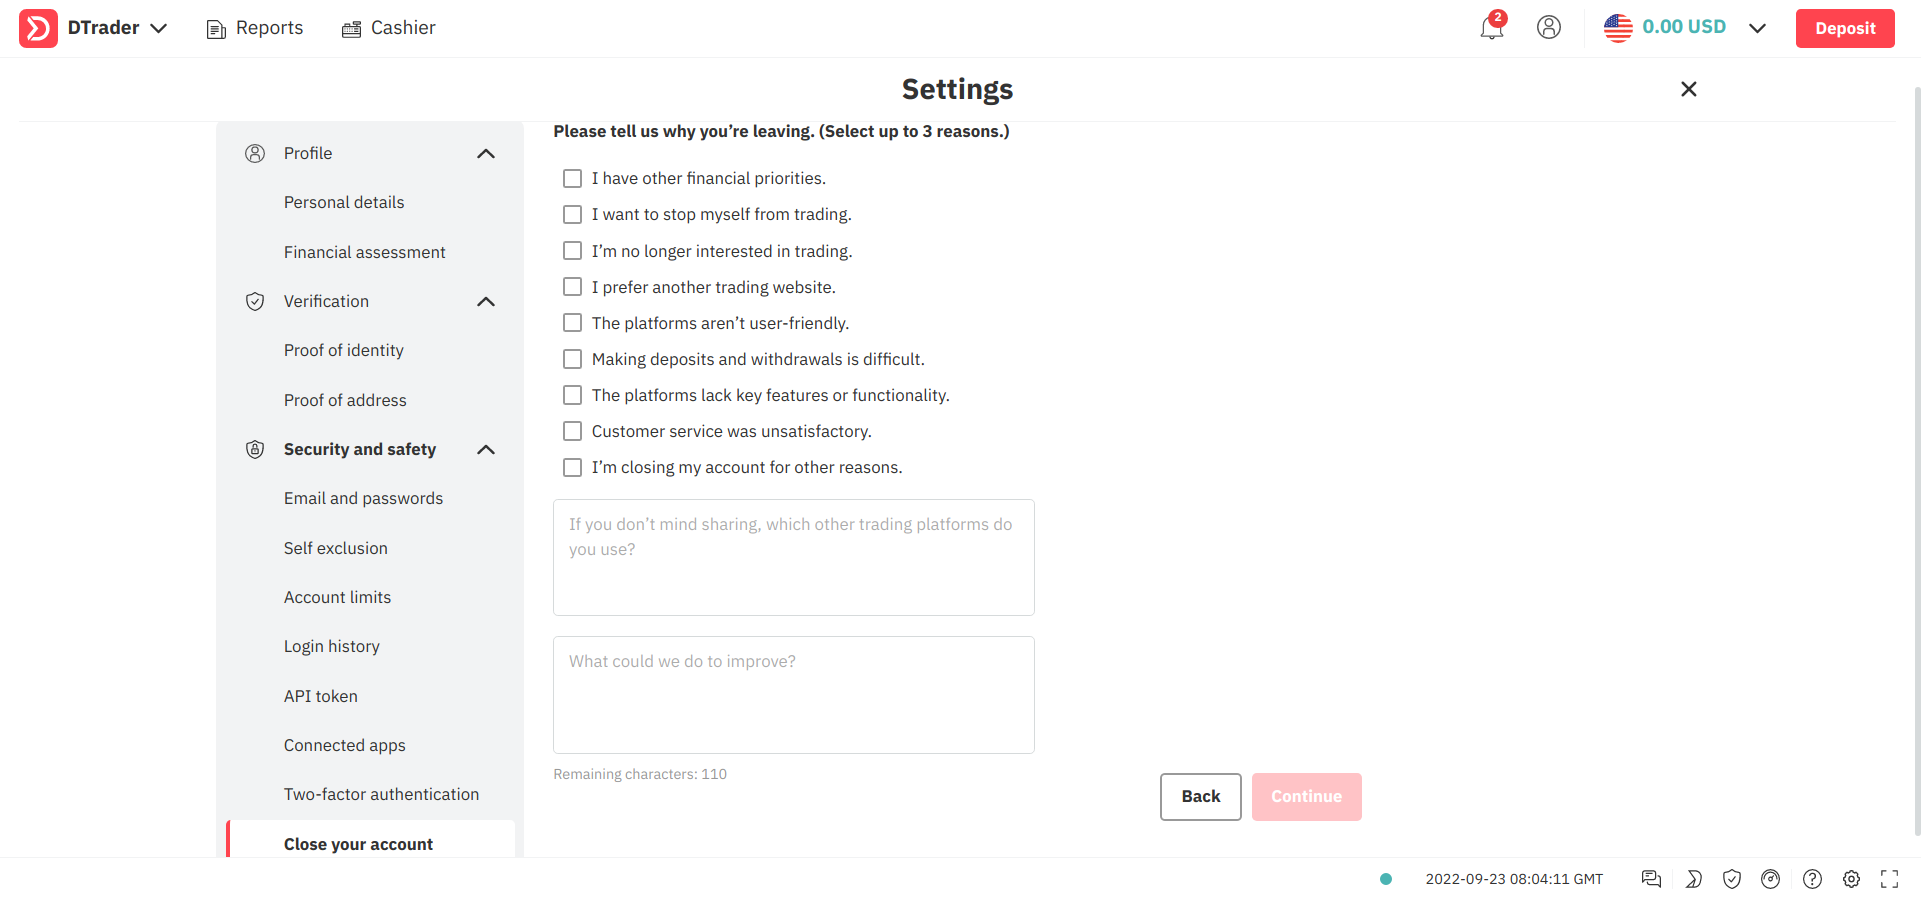 DTrader
Reports
Cashier
2
0.00 USD
Deposit
Settings
Profile
Personal details
Financial assessment
Verification
Proof of identity
Proof of address
Security and safety
Email and passwords
Self exclusion
Account limits
Login history
API token
Connected apps
Two-factor authentication
Close your account
Please tell us why you’re leaving. (Select up to 3 reasons.)
I have other financial priorities.
I want to stop myself from trading.
I’m no longer interested in trading.
I prefer another trading website.
The platforms aren’t user-friendly.
Making deposits and withdrawals is difficult.
The platforms lack key features or functionality.
Customer service was unsatisfactory.
I’m closing my account for other reasons.
If you don’t mind sharing, which other trading platforms do
you use?
What could we do to improve?
Remaining characters: 110
Back
Continue
2022-09-23 08:04:11 GMT